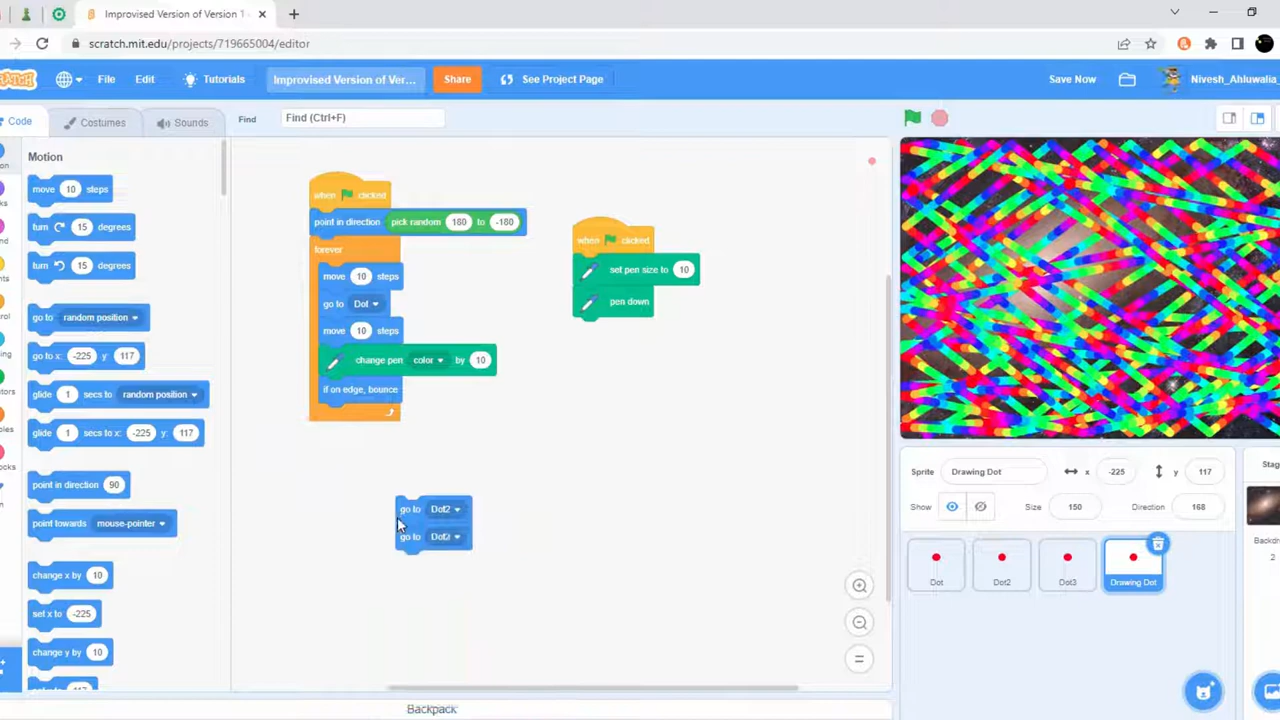 Improvised Version of Version 1
scratch.mit.edu/projects/719665004/editor
File Edit Tutorials Improvised Version of Ver... Share See Project Page Save Now Nivesh_Ahluwalia_
Code Costumes Sounds Find Find (Ctrl+F)
Motion
move 10 steps
turn 15 degrees
turn 15 degrees
go to random position
go to x: -225 y: 117
glide 1 secs to random position
glide 1 secs to x: -225 y: 117
point in direction 90
point towards mouse-pointer
change x by 10
set x to -225
change y by 10
when clicked
point in direction pick random 180 to -180
forever
move 10 steps
go to Dot
move 10 steps
change pen color by 10
if on edge, bounce
when clicked
set pen size to 10
pen down
go to Dot2
go to Dot2
Sprite Drawing Dot x -225 y 117
Show Size 150 Direction 168
Dot Dot2 Dot3 Drawing Dot
Stag
Backdr
2
Backpack